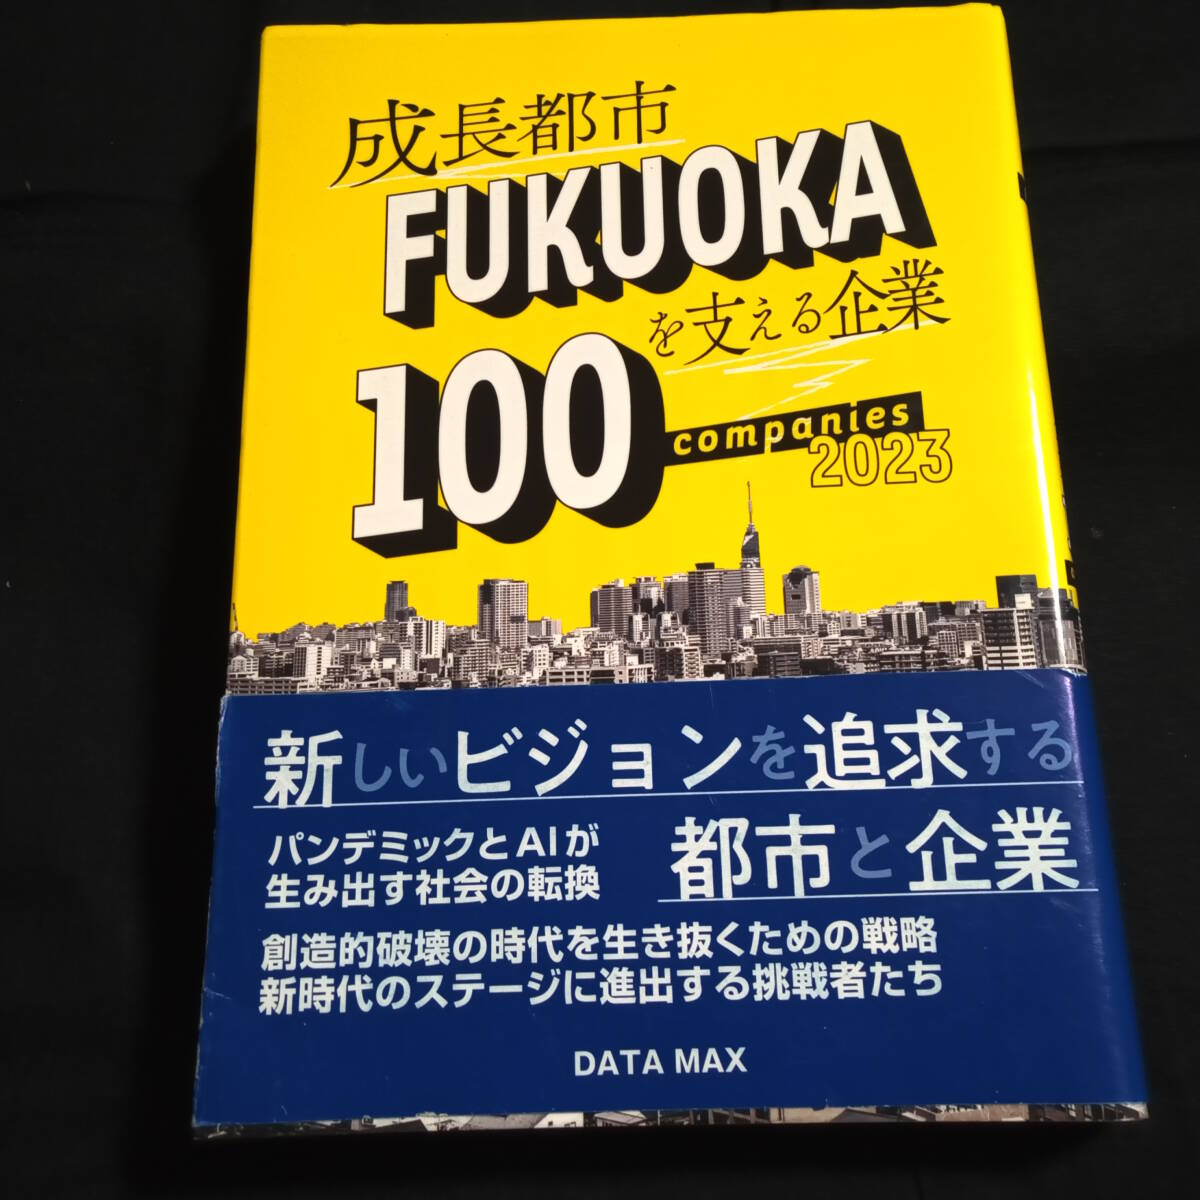 成長都市
FUKUOKA
を支える企業
100
companies
2023
新しいビジョンを追求する
都市と企業
パンデミックとAIが
生み出す社会の転換
創造的破壊の時代を生き抜くための戦略
新時代のステージに進出する挑戦者たち
DATA MAX